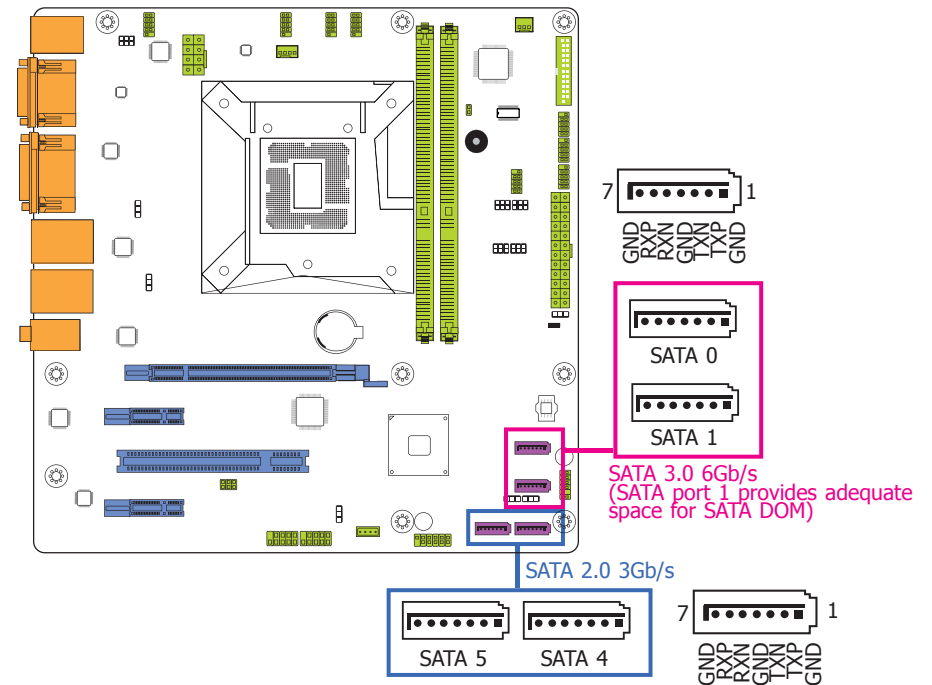 7
1
GND
RXP
RXN
GND
TXN
TXP
GND
SATA 0
SATA 1
SATA 3.0 6Gb/s
(SATA port 1 provides adequate
space for SATA DOM)
SATA 2.0 3Gb/s
SATA 5
SATA 4
7
1
GND
RXP
RXN
GND
TXN
TXP
GND